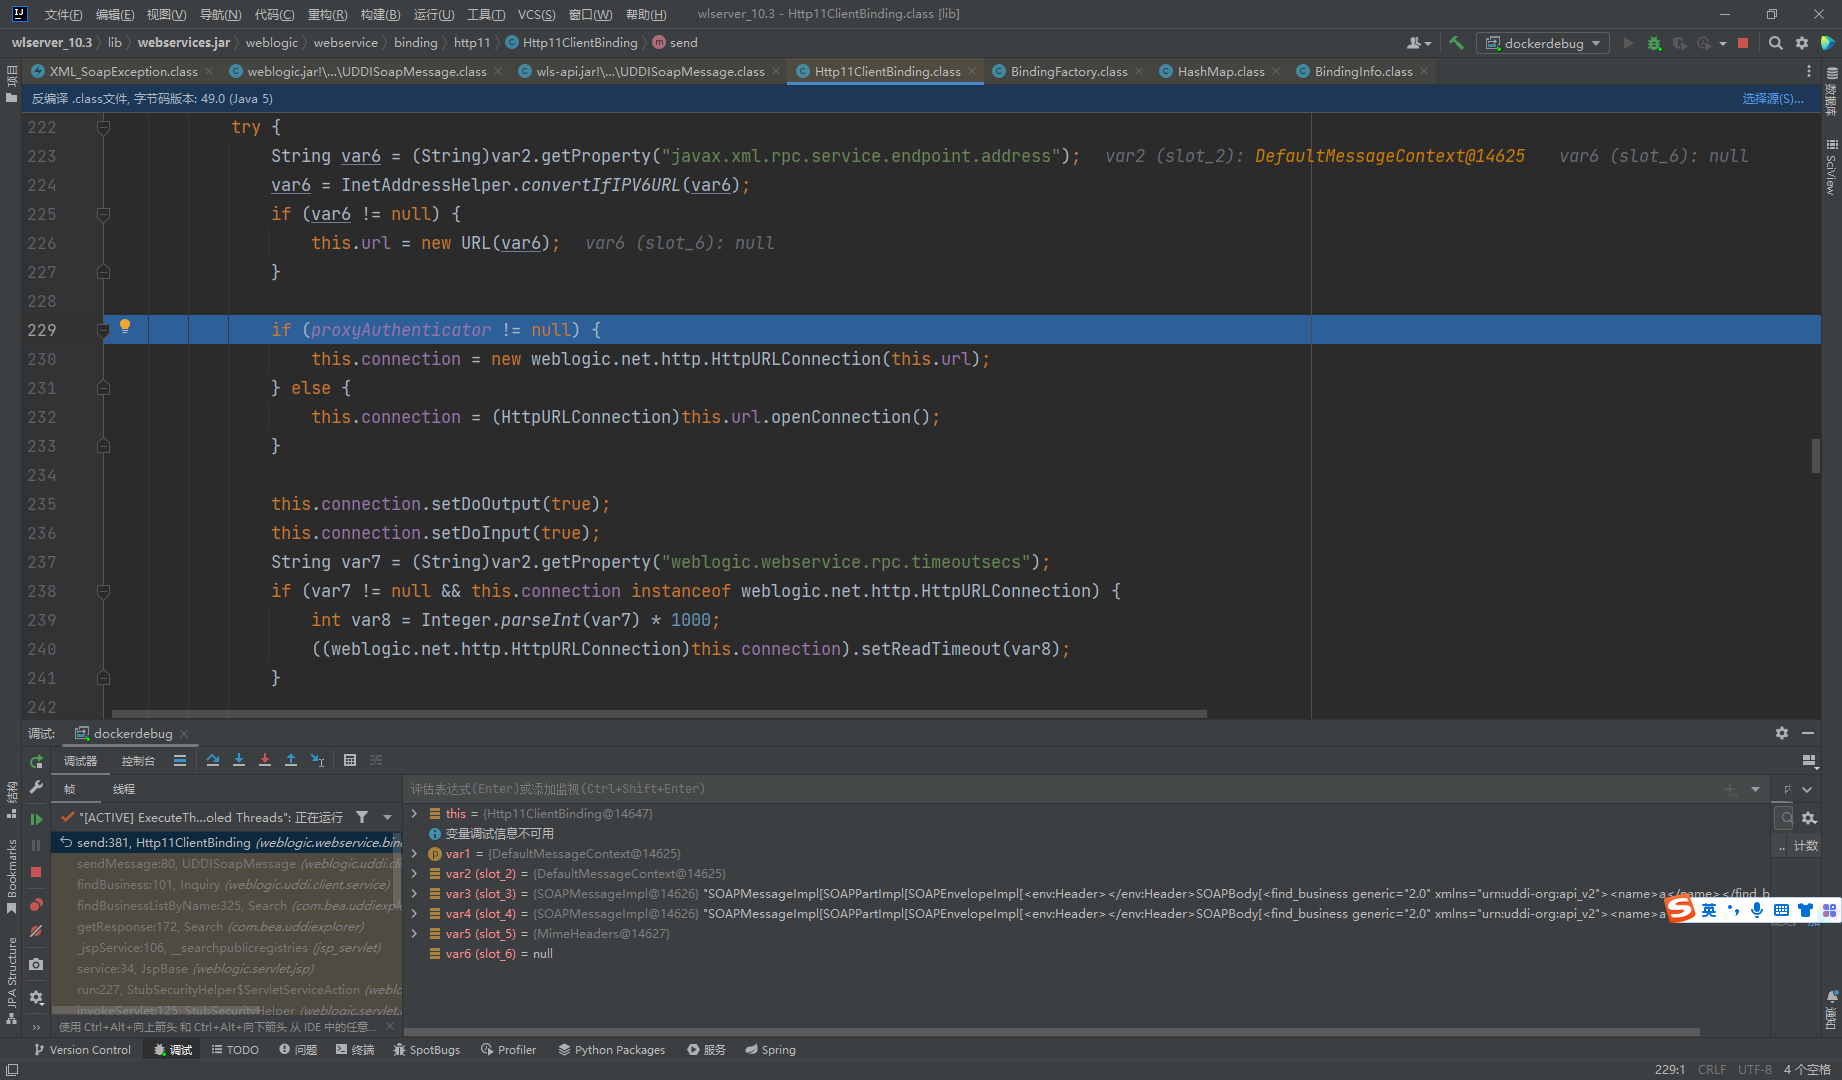 文件(F) 编辑(E) 视图(V) 导航(N) 代码(C) 重构(R) 构建(B) 运行(U) 工具(T) VCS(S) 窗口(W) 帮助(H) wlserver_10.3 - Http11ClientBinding.class [lib]
wlserver_10.3 lib webservices.jar weblogic webservice binding http11 Http11ClientBinding send dockerdebug
XML_SoapException.class weblogic.jar!\...\UDDISoapMessage.class wls-api.jar!\...\UDDISoapMessage.class Http11ClientBinding.class BindingFactory.class HashMap.class BindingInfo.class
反编译 .class文件, 字节码版本: 49.0 (Java 5) 选择源(S)...
222 try {
223 String var6 = (String)var2.getProperty("javax.xml.rpc.service.endpoint.address"); var2 (slot_2): DefaultMessageContext@14625 var6 (slot_6): null
224 var6 = InetAddressHelper.convertIfIPV6URL(var6);
225 if (var6 != null) {
226 this.url = new URL(var6); var6 (slot_6): null
227 }
228
229 if (proxyAuthenticator != null) {
230 this.connection = new weblogic.net.http.HttpURLConnection(this.url);
231 } else {
232 this.connection = (HttpURLConnection)this.url.openConnection();
233 }
234
235 this.connection.setDoOutput(true);
236 this.connection.setDoInput(true);
237 String var7 = (String)var2.getProperty("weblogic.webservice.rpc.timeoutsecs");
238 if (var7 != null && this.connection instanceof weblogic.net.http.HttpURLConnection) {
239 int var8 = Integer.parseInt(var7) * 1000;
240 ((weblogic.net.http.HttpURLConnection)this.connection).setReadTimeout(var8);
241 }
242
项目
数据库
SciView
通知
结构
Bookmarks
JPA Structure
调试: dockerdebug
调试器 控制台
帧 线程
"[ACTIVE] ExecuteTh...oled Threads": 正在运行
send:381, Http11ClientBinding (weblogic.webservice.bin
sendMessage:80, UDDISoapMessage (weblogic.uddi.cli
findBusiness:101, Inquiry (weblogic.uddi.client.service)
findBusinessListByName:325, Search (com.bea.uddiexpl
getResponse:172, Search (com.bea.uddiexplorer)
_jspService:106, __searchpublicregistries (jsp_servlet)
service:34, JspBase (weblogic.servlet.jsp)
run:227, StubSecurityHelper$ServletServiceAction (weblo
invokeServlet:125, StubSecurityHelper (weblogic.servlet.i
使用 Ctrl+Alt+向上箭头 和 Ctrl+Alt+向下箭头 从 IDE 中的任意...
评估表达式(Enter)或添加监视(Ctrl+Shift+Enter)
this = {Http11ClientBinding@14647}
变量调试信息不可用
var1 = {DefaultMessageContext@14625}
var2 (slot_2) = {DefaultMessageContext@14625}
var3 (slot_3) = {SOAPMessageImpl@14626} "SOAPMessageImpl[SOAPPartImpl[SOAPEnvelopeImpl[<env:Header></env:Header>SOAPBody[<find_business generic="2.0" xmlns="urn:uddi-org:api_v2"><name>a</name></find_b
var4 (slot_4) = {SOAPMessageImpl@14626} "SOAPMessageImpl[SOAPPartImpl[SOAPEnvelopeImpl[<env:Header></env:Header>SOAPBody[<find_business generic="2.0" xmlns="urn:uddi-org:api_v2"><name>a
var5 (slot_5) = {MimeHeaders@14627}
var6 (slot_6) = null
.. 计数
英
Version Control 调试 TODO 问题 终端 SpotBugs Profiler Python Packages 服务 Spring
229:1 CRLF UTF-8 4 个空格